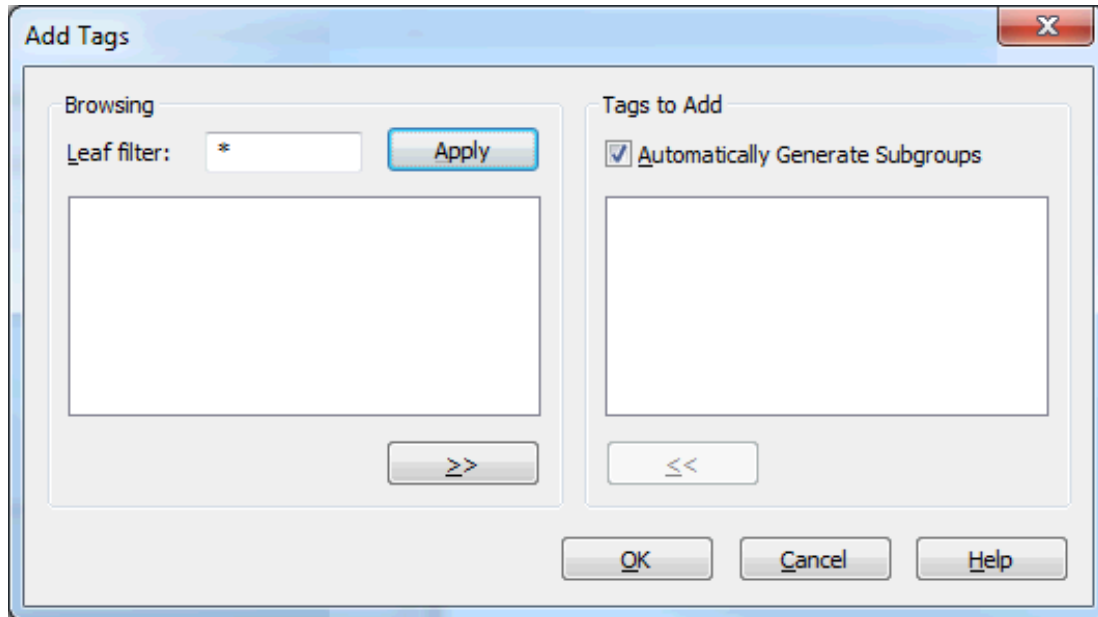 Add Tags
Browsing
Leaf filter: * Apply
>>
Tags to Add
Automatically Generate Subgroups
<<
OK Cancel Help